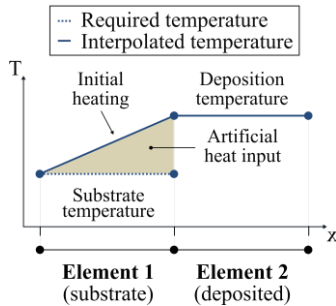 Required temperature
Interpolated temperature
T
Initial
heating
Deposition
temperature
Artificial
heat input
Substrate
temperature
x
Element 1
(substrate)
Element 2
(deposited)